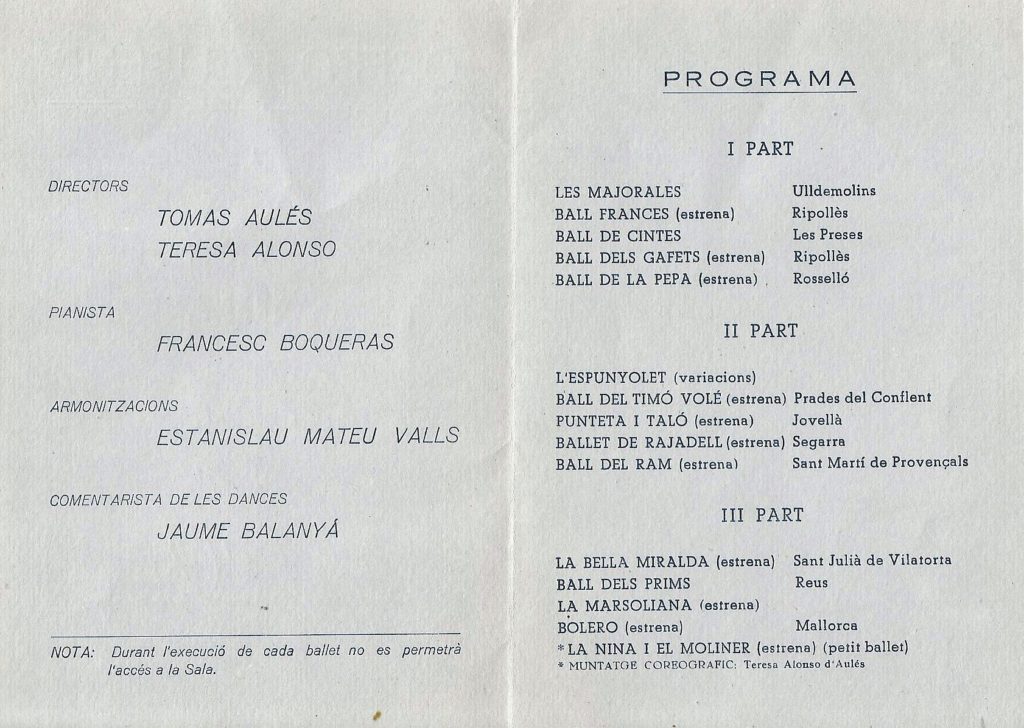 DIRECTORS
TOMAS AULÉS
TERESA ALONSO
PIANISTA
FRANCESC BOQUERAS
ARMONITZACIONS
ESTANISLAU MATEU VALLS
COMENTARISTA DE LES DANCES
JAUME BALANYÁ
NOTA: Durant l'execució de cada ballet no es permetrà
l'accés a la Sala.
PROGRAMA
I PART
LES MAJORALES Ulldemolins
BALL FRANCES (estrena) Ripollès
BALL DE CINTES Les Preses
BALL DELS GAFETS (estrena) Ripollès
BALL DE LA PEPA (estrena) Rosselló
II PART
L'ESPUNYOLET (variacions)
BALL DEL TIMÓ VOLÉ (estrena) Prades del Conflent
PUNTETA I TALÓ (estrena) Jovellà
BALLET DE RAJADELL (estrena) Segarra
BALL DEL RAM (estrena) Sant Martí de Provençals
III PART
LA BELLA MIRALDA (estrena) Sant Julià de Vilatorta
BALL DELS PRIMS Reus
LA MARSOLIANA (estrena)
BOLERO (estrena) Mallorca
* LA NINA I EL MOLINER (estrena) (petit ballet)
* MUNTATGE COREOGRAFIC: Teresa Alonso d'Aulés